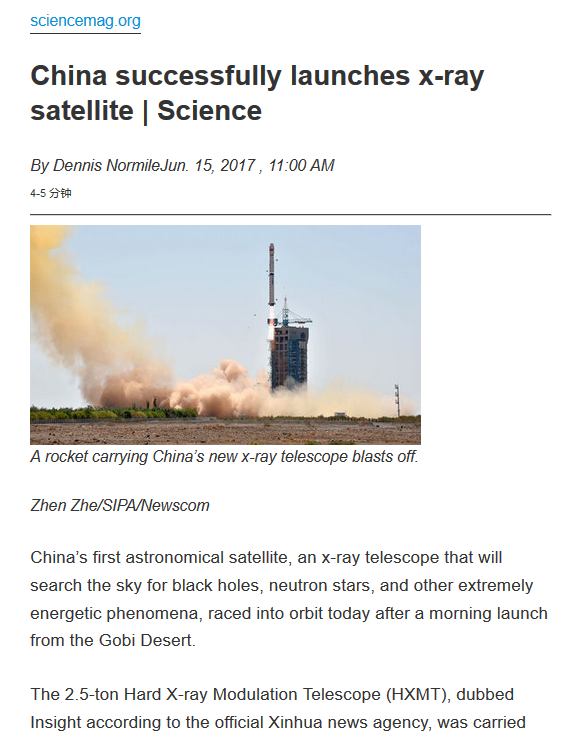 sciencemag.org
China successfully launches x-ray
satellite | Science
By Dennis NormileJun. 15, 2017 , 11:00 AM
4-5 分钟
A rocket carrying China’s new x-ray telescope blasts off.
Zhen Zhe/SIPA/Newscom
China’s first astronomical satellite, an x-ray telescope that will
search the sky for black holes, neutron stars, and other extremely
energetic phenomena, raced into orbit today after a morning launch
from the Gobi Desert.
The 2.5-ton Hard X-ray Modulation Telescope (HXMT), dubbed
Insight according to the official Xinhua news agency, was carried